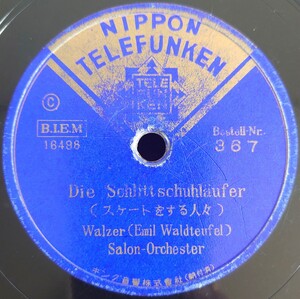 NIPPON
TELEFUNKEN
TELE
FUN
KEN
©
B.I.E.M
16498
Bestell-Nr.
367
Die Schlittschuhläufer
(スケートをする人々)
Walzer (Emil Waldteufel)
Salon-Orchester